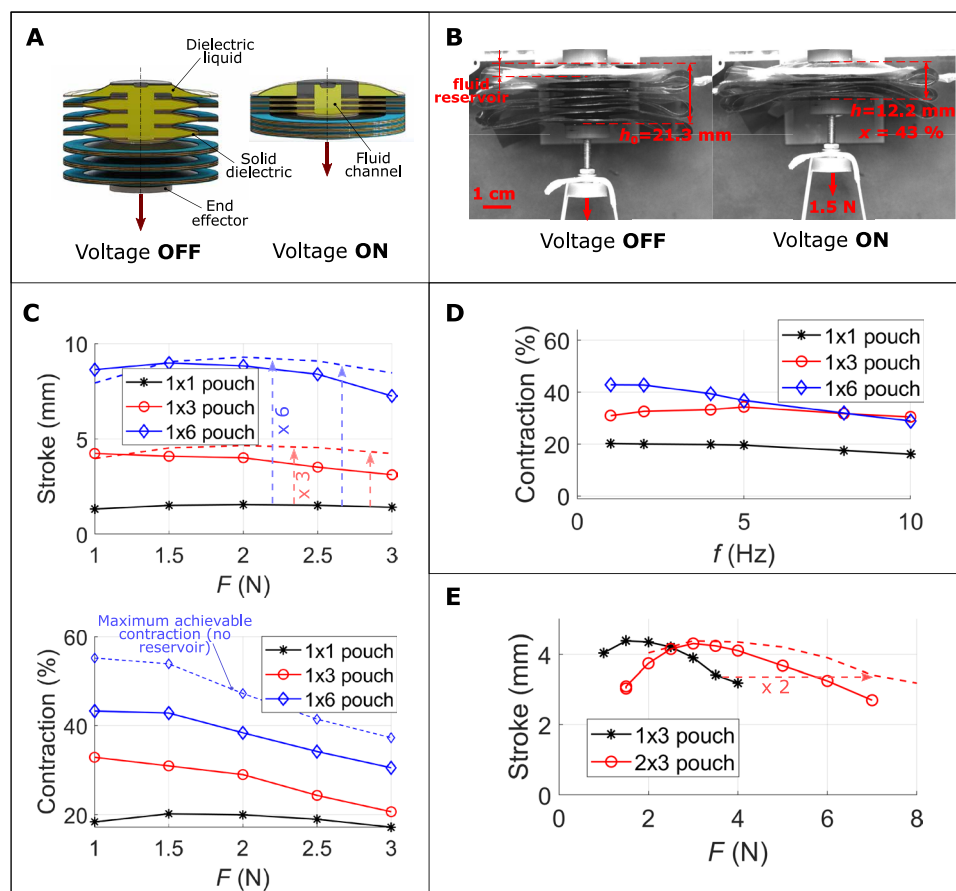 A
Dielectric
liquid
Solid
dielectric
Fluid
channel
End
effector
Voltage OFF
Voltage ON
B
fluid
reservoir
h₀=21.3 mm
h=12.2 mm
x = 43 %
1 cm
1.5 N
Voltage OFF
Voltage ON
C
Stroke (mm)
10
5
0
1x1 pouch
1x3 pouch
1x6 pouch
x 6
x 3
1
1.5
2
2.5
3
F (N)
Contraction (%)
60
40
20
Maximum achievable
contraction (no
reservoir)
1x1 pouch
1x3 pouch
1x6 pouch
1
1.5
2
2.5
3
F (N)
D
Contraction (%)
60
40
20
0
1x1 pouch
1x3 pouch
1x6 pouch
0
5
10
f (Hz)
E
Stroke (mm)
4
2
0
x 2
1x3 pouch
2x3 pouch
0
2
4
6
8
F (N)